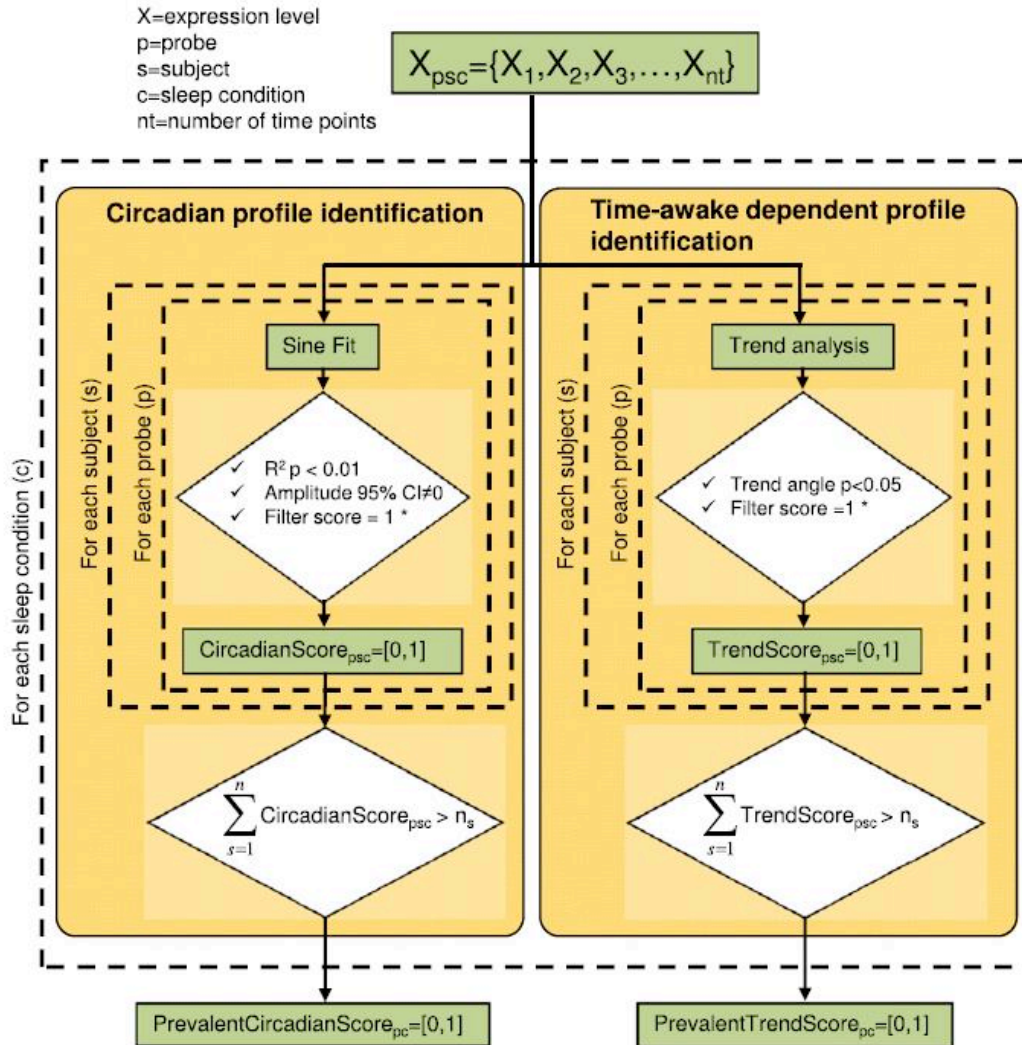 X=expression level
p=probe
s=subject
c=sleep condition
nt=number of time points
X_psc={X_1,X_2,X_3,...,X_nt}
Circadian profile identification
Sine Fit
✓ R² p < 0.01
✓ Amplitude 95% CI≠0
✓ Filter score = 1 *
CircadianScore_psc=[0,1]
For each probe (p)
For each subject (s)
n
∑ CircadianScore_psc > n_s
s=1
Time-awake dependent profile
identification
Trend analysis
✓ Trend angle p<0.05
✓ Filter score =1 *
TrendScore_psc=[0,1]
For each probe (p)
For each subject (s)
n
∑ TrendScore_psc > n_s
s=1
For each sleep condition (c)
PrevalentCircadianScore_pc=[0,1]
PrevalentTrendScore_pc=[0,1]